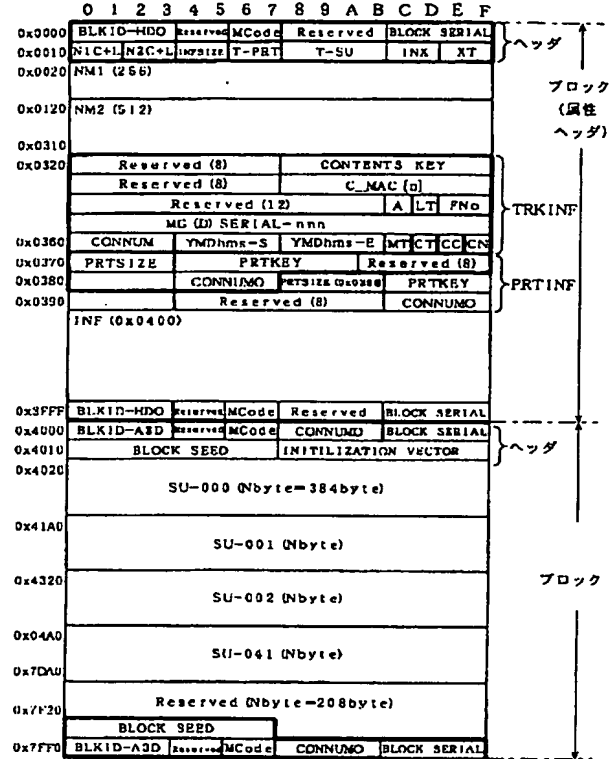 0 1 2 3 4 5 6 7 8 9 A B C D E F
0x0000 BLKID-HD0 Reserved MCode Reserved BLOCK SERIAL
0x0010 N1C+L N2C+L INFSIZE T-PRT T-SU INX XT
ヘッダ
0x0020 NM1 (256)
0x0120 NM2 (512)
ブロック
(属性
ヘッダ)
0x0310
0x0320 Reserved (8) CONTENTS KEY
Reserved (8) C_MAC [n]
Reserved (12) A LT FNo
TRKINF
MG (D) SERIAL-nnn
0x0360 CONNUM YMDhms-S YMDhms-E MT CT CC CN
0x0370 PRTSIZE PRTKEY Reserved (8)
0x0380 CONNUM0 PRTSIZE (0x0388) PRTKEY
PRTINF
0x0390 Reserved (8) CONNUM0
INF (0x0400)
0x3FFF BLKID-HD0 Reserved MCode Reserved BLOCK SERIAL
0x4000 BLKID-A3D Reserved MCode CONNUM0 BLOCK SERIAL
0x4010 BLOCK SEED INITILIZATION VECTOR
ヘッダ
0x4020
SU-000 (Nbyte=384byte)
0x41A0
SU-001 (Nbyte)
0x4320
SU-002 (Nbyte)
ブロック
0x04A0
SU-041 (Nbyte)
0x7DA0
Reserved (Nbyte=208byte)
0x7F20
BLOCK SEED
0x7FF0 BLKID-A3D Reserved MCode CONNUM0 BLOCK SERIAL